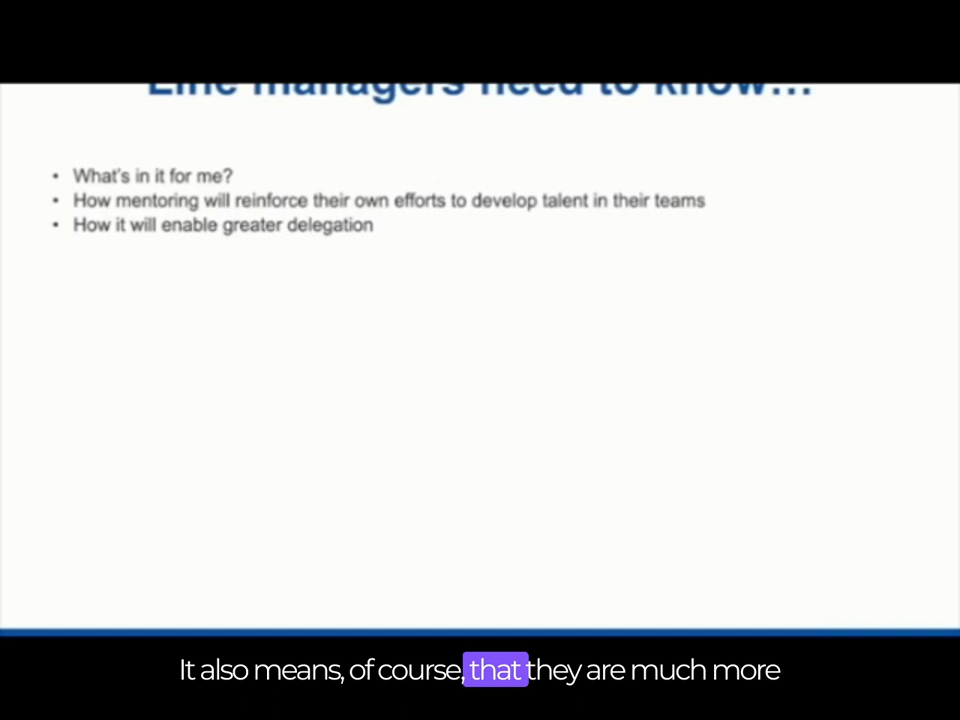 Line managers need to know...
• What's in it for me?
• How mentoring will reinforce their own efforts to develop talent in their teams
• How it will enable greater delegation
It also means, of course, that they are much more